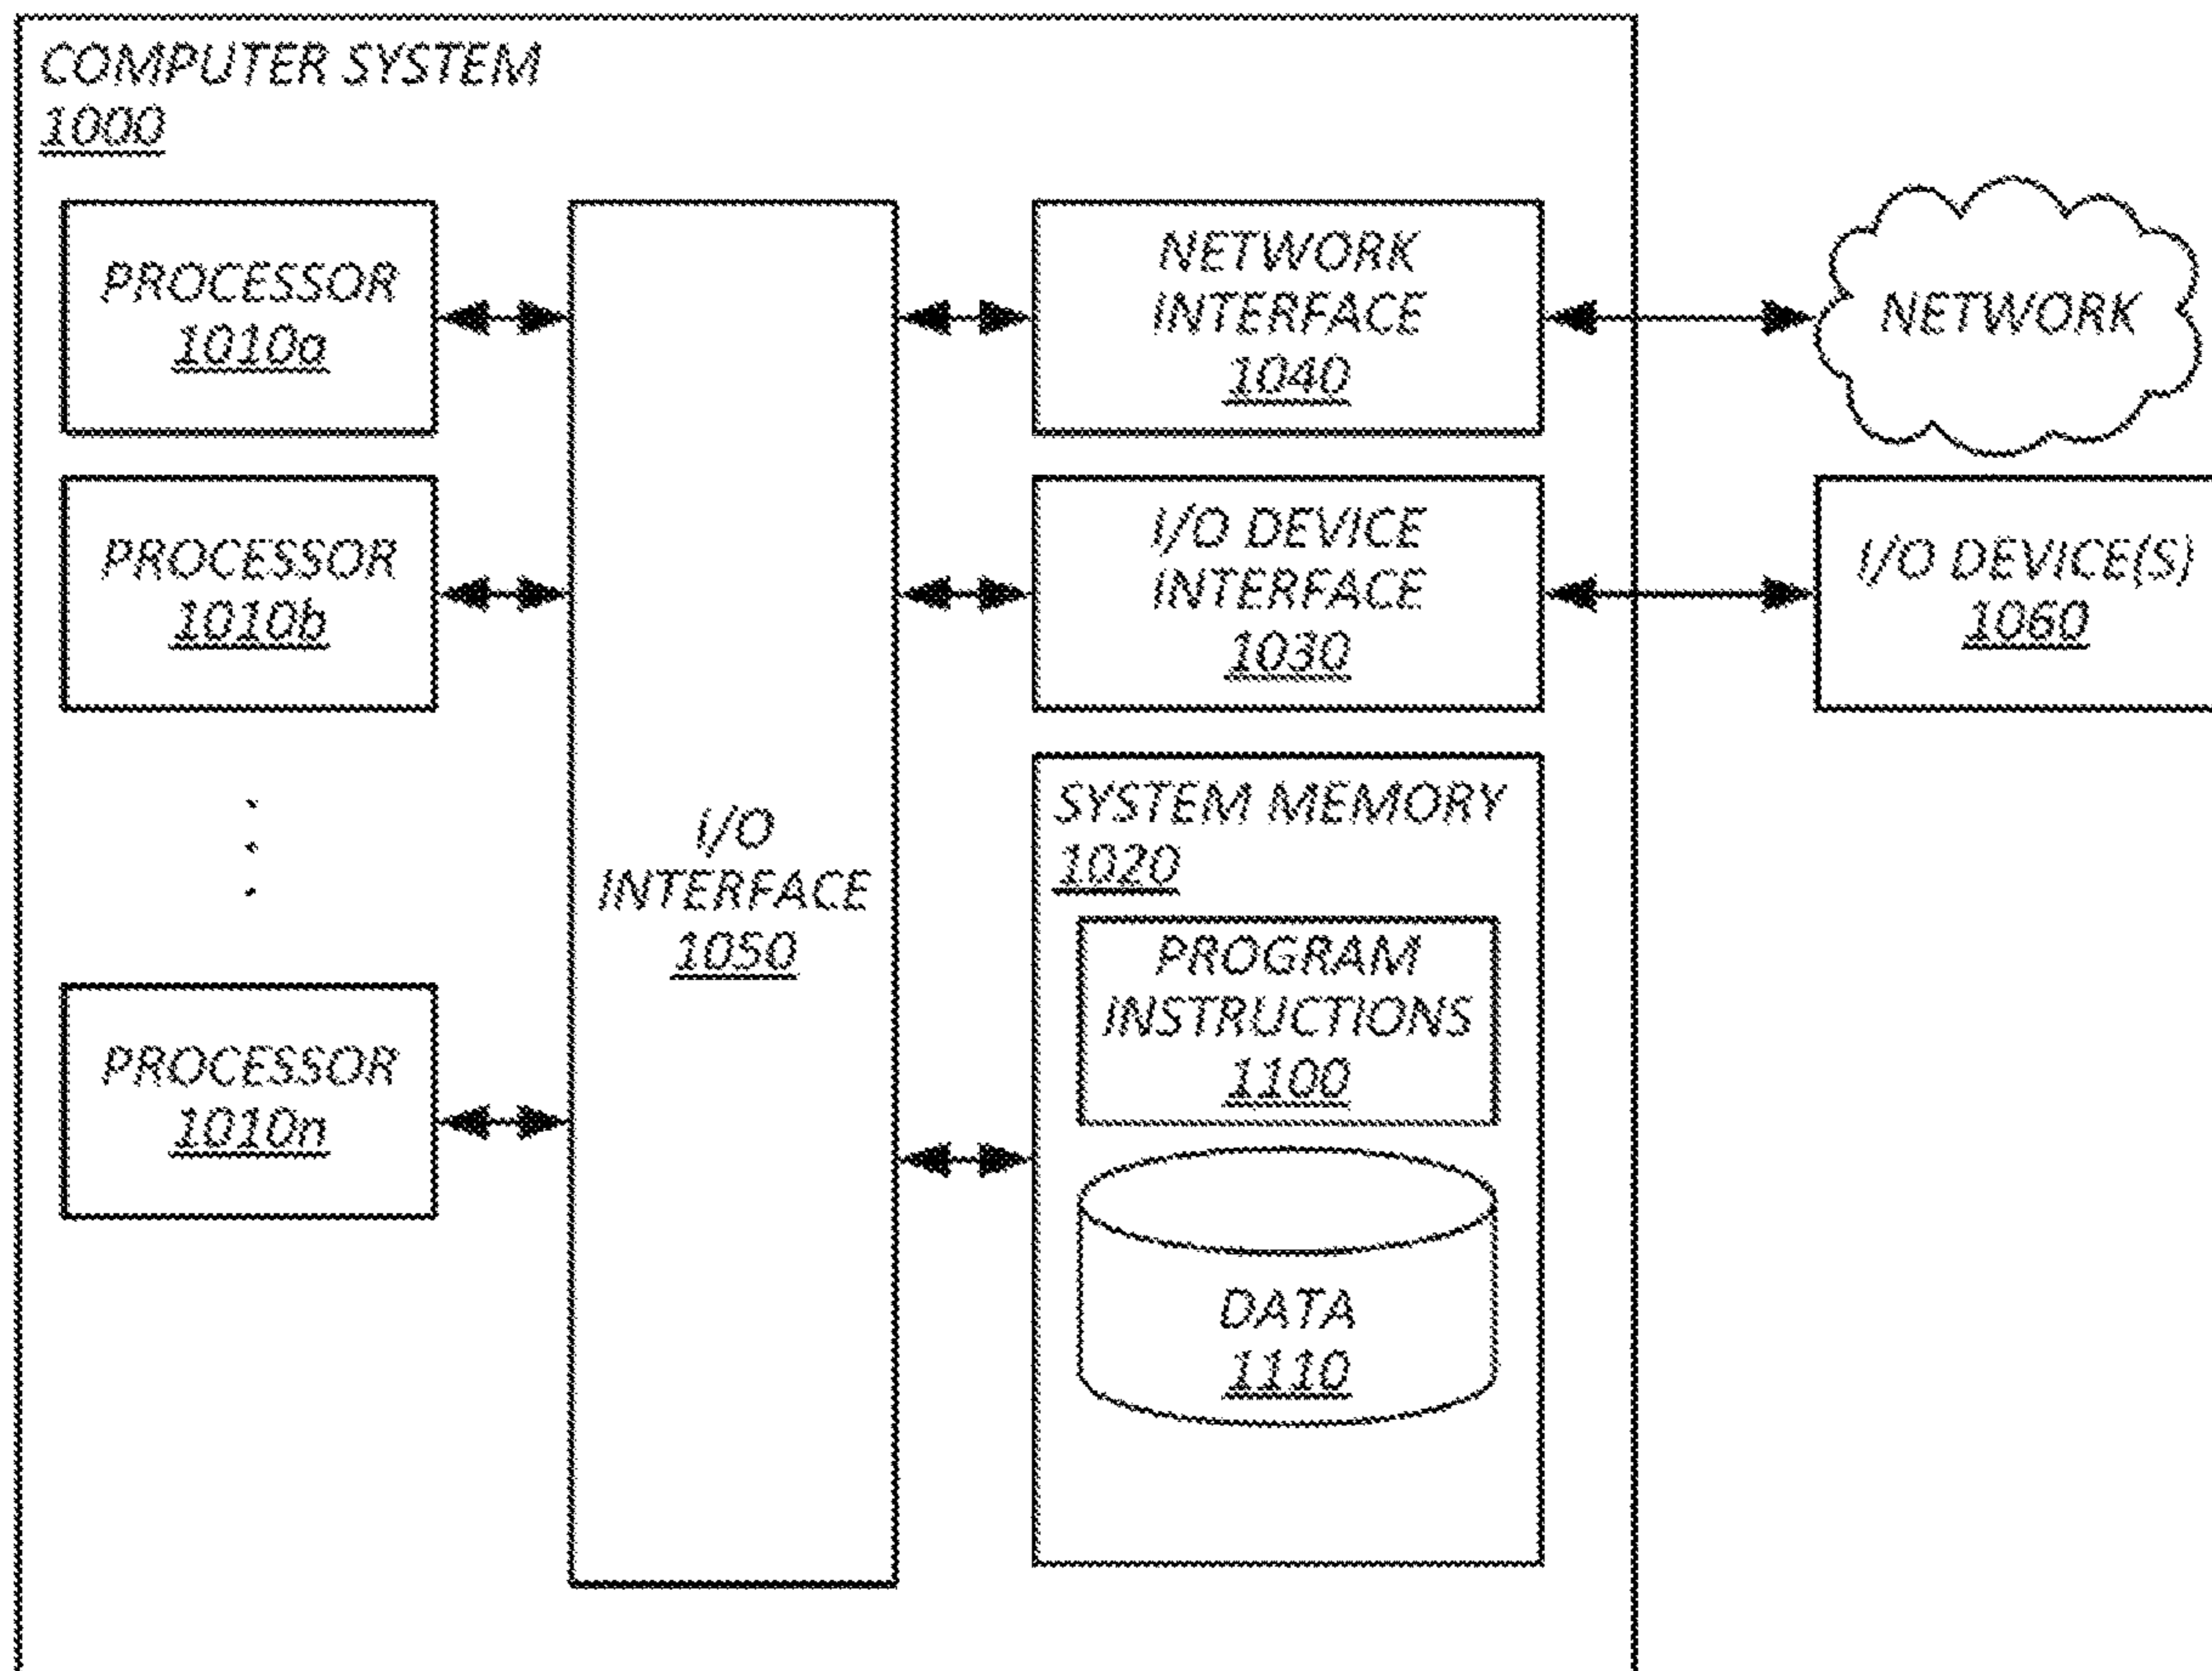 COMPUTER SYSTEM
1000
PROCESSOR
1010a
PROCESSOR
1010b
PROCESSOR
1010n
I/O
INTERFACE
1050
NETWORK
INTERFACE
1040
I/O DEVICE
INTERFACE
1030
SYSTEM MEMORY
1020
PROGRAM
INSTRUCTIONS
1100
DATA
1110
NETWORK
I/O DEVICE(S)
1060